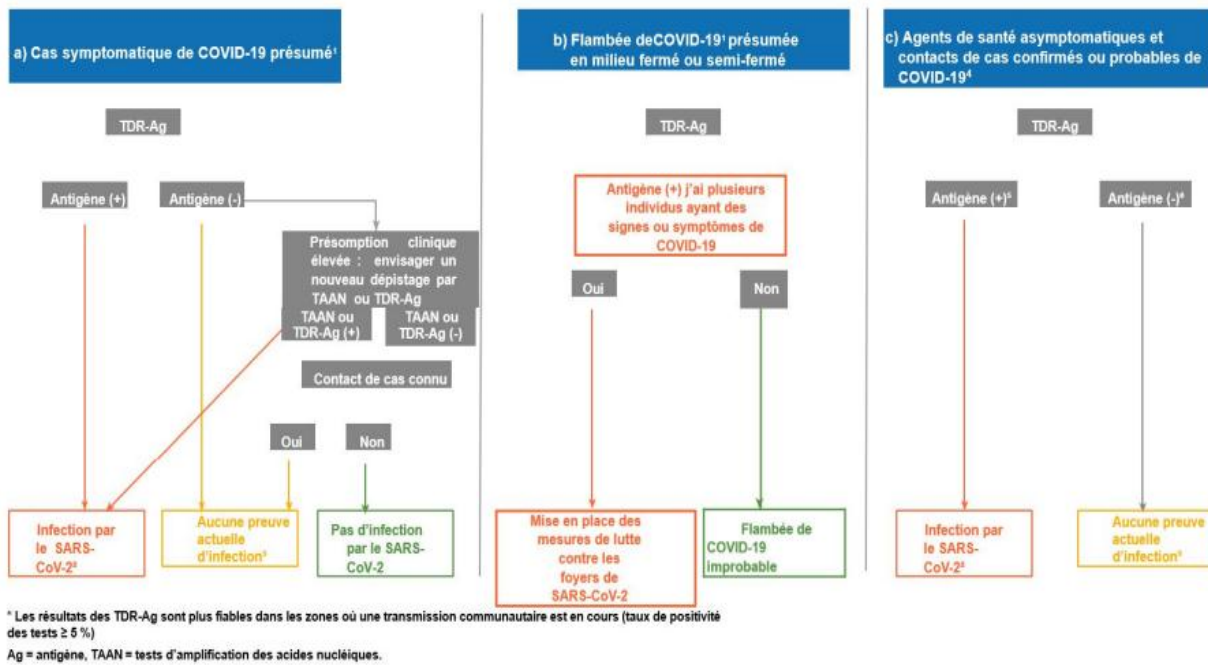 a) Cas symptomatique de COVID-19 présumé¹
TDR-Ag
Antigène (+)
Antigène (-)
Présomption clinique
élevée : envisager un
nouveau dépistage par
TAAN ou TDR-Ag
TAAN ou
TDR-Ag (+)
TAAN ou
TDR-Ag (-)
Contact de cas connu
Oui
Non
Infection par
le SARS-
CoV-2³
Aucune preuve
actuelle
d'infection³
Pas d'infection
par le SARS-
CoV-2
b) Flambée deCOVID-19¹ présumée
en milieu fermé ou semi-fermé
TDR-Ag
Antigène (+) j'ai plusieurs
individus ayant des
signes ou symptômes de
COVID-19
Oui
Non
Mise en place des
mesures de lutte
contre les
foyers de
SARS-CoV-2
Flambée de
COVID-19
improbable
c) Agents de santé asymptomatiques et
contacts de cas confirmés ou probables de
COVID-19⁴
TDR-Ag
Antigène (+)⁵
Antigène (-)*
Infection par
le SARS-
CoV-2³
Aucune preuve
actuelle
d'infection³
* Les résultats des TDR-Ag sont plus fiables dans les zones où une transmission communautaire est en cours (taux de positivité
des tests ≥ 5 %)
Ag = antigène, TAAN = tests d'amplification des acides nucléiques.